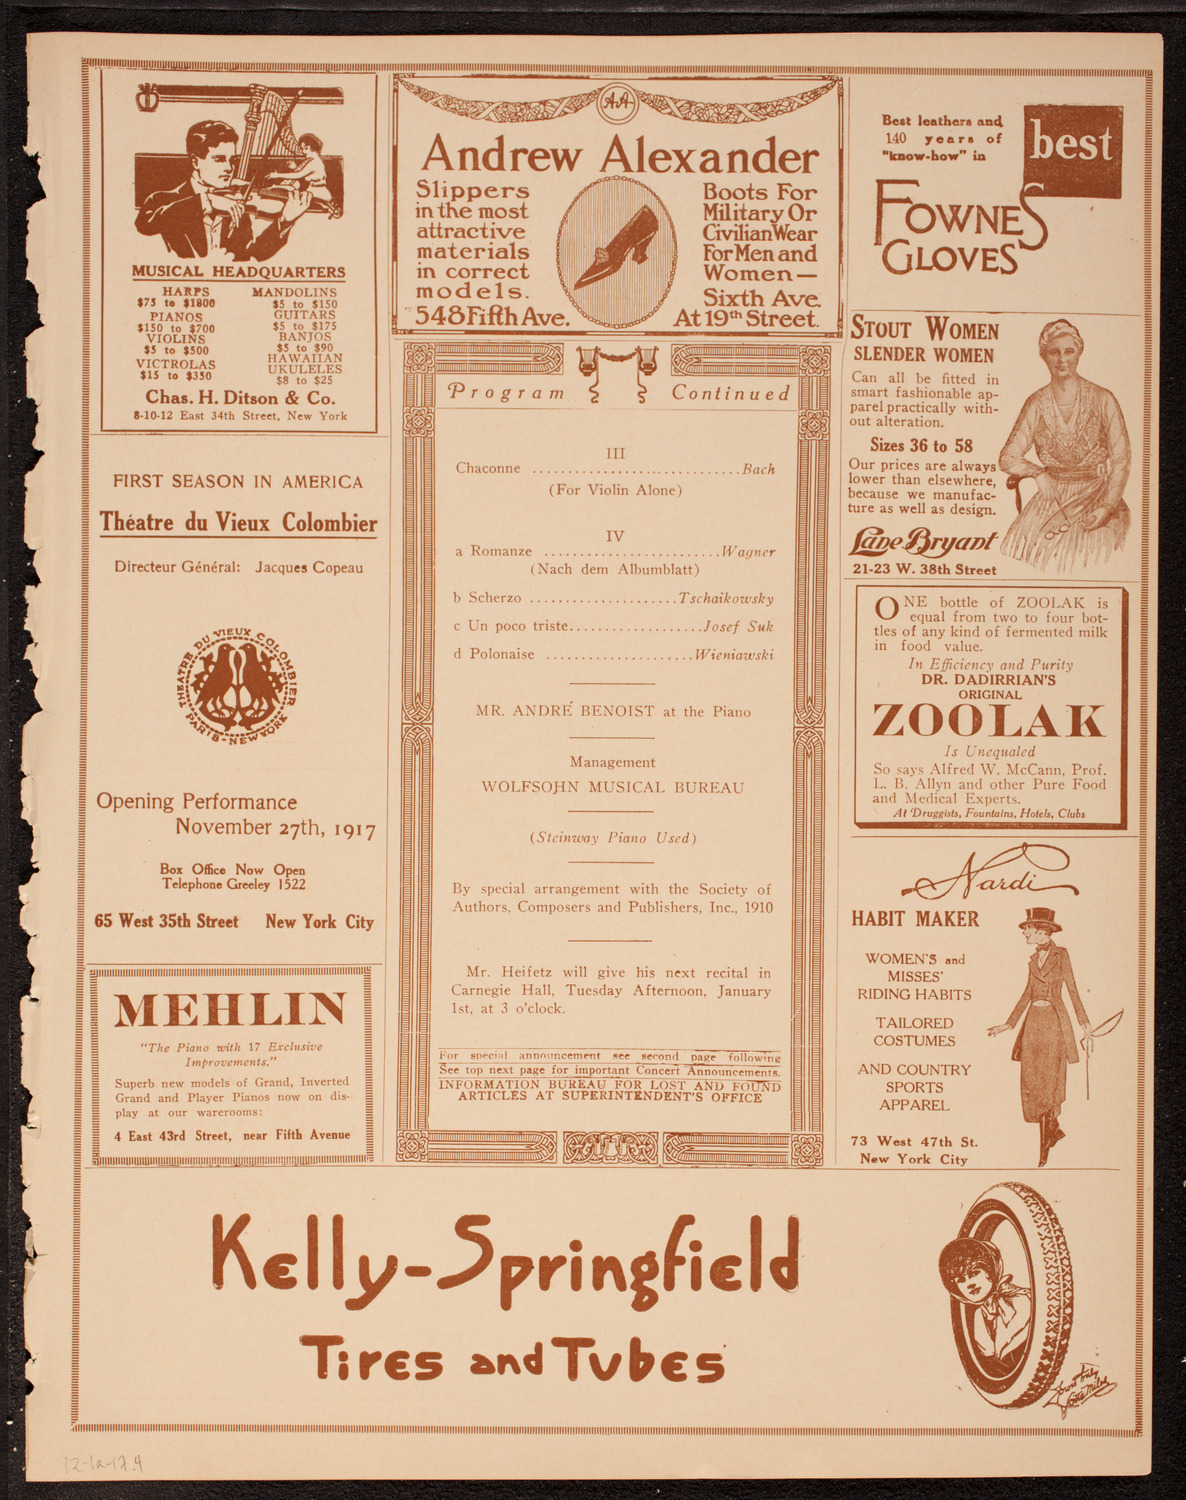 MUSICAL HEADQUARTERS
HARPS
$75 to $1800
PIANOS
$150 to $700
VIOLINS
$5 to $500
VICTROLAS
$15 to $350
MANDOLINS
$5 to $150
GUITARS
$5 to $175
BANJOS
$5 to $90
HAWAIIAN
UKULELES
$8 to $25
Chas. H. Ditson & Co.
8-10-12 East 34th Street, New York
FIRST SEASON IN AMERICA
Théatre du Vieux Colombier
Directeur Général: Jacques Copeau
THEATRE DU VIEUX COLOMBIER
PARIS-NEW YORK
Opening Performance
November 27th, 1917
Box Office Now Open
Telephone Greeley 1522
65 West 35th Street New York City
MEHLIN
"The Piano with 17 Exclusive
Improvements."
Superb new models of Grand, Inverted
Grand and Player Pianos now on dis-
play at our warerooms:
4 East 43rd Street, near Fifth Avenue
AA
Andrew Alexander
Slippers
in the most
attractive
materials
in correct
models.
548 Fifth Ave.
Boots For
Military Or
Civilian Wear
For Men and
Women—
Sixth Ave.
At 19th Street.
Program Continued
III
Chaconne ............................. Bach
(For Violin Alone)
IV
a Romanze ......................... Wagner
(Nach dem Albumblatt)
b Scherzo ..................... Tschaikowsky
c Un poco triste................... Josef Suk
d Polonaise ..................... Wieniawski
MR. ANDRÉ BENOIST at the Piano
Management
WOLFSOHN MUSICAL BUREAU
(Steinway Piano Used)
By special arrangement with the Society of
Authors, Composers and Publishers, Inc., 1910
Mr. Heifetz will give his next recital in
Carnegie Hall, Tuesday Afternoon, January
1st, at 3 o'clock.
For special announcement see second page following
See top next page for important Concert Announcements.
INFORMATION BUREAU FOR LOST AND FOUND
ARTICLES AT SUPERINTENDENT'S OFFICE
Best leathers and
140 years of
"know-how" in
best
FOWNES
GLOVES
STOUT WOMEN
SLENDER WOMEN
Can all be fitted in
smart fashionable ap-
parel practically with-
out alteration.
Sizes 36 to 58
Our prices are always
lower than elsewhere,
because we manufac-
ture as well as design.
Lane Bryant
21-23 W. 38th Street
ONE bottle of ZOOLAK is
equal from two to four bot-
tles of any kind of fermented milk
in food value.
In Efficiency and Purity
DR. DADIRRIAN'S
ORIGINAL
ZOOLAK
Is Unequaled
So says Alfred W. McCann, Prof.
L. B. Allyn and other Pure Food
and Medical Experts.
At Druggists, Fountains, Hotels, Clubs
Nardi
HABIT MAKER
WOMEN'S and
MISSES'
RIDING HABITS
TAILORED
COSTUMES
AND COUNTRY
SPORTS
APPAREL
73 West 47th St.
New York City
Kelly-Springfield
Tires and Tubes
Yours truly
Lotta Miles
12-1a-17.4